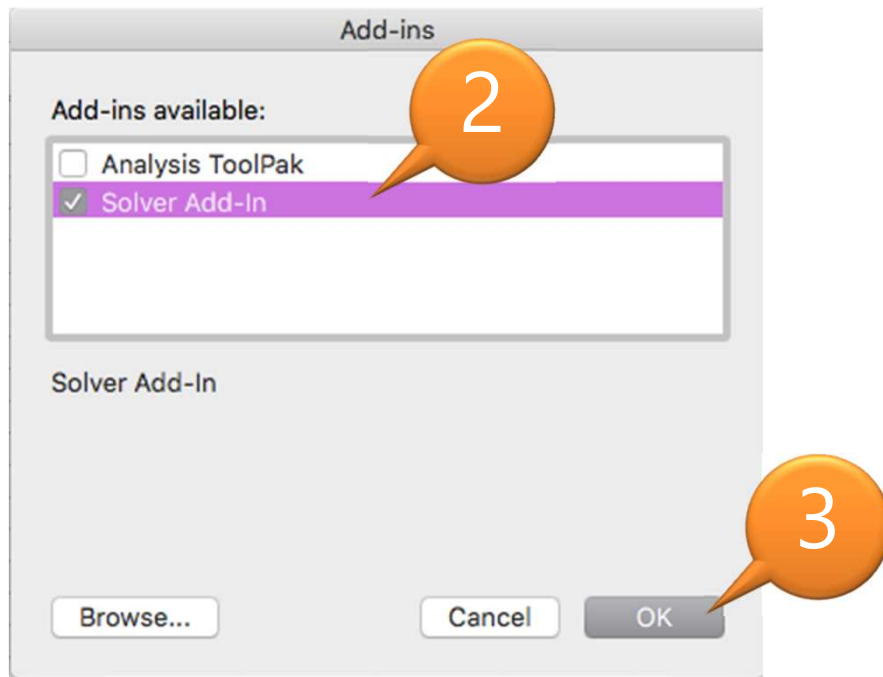 Add-ins
2
Add-ins available:
Analysis ToolPak
Solver Add-In
Solver Add-In
3
Browse...
Cancel
OK